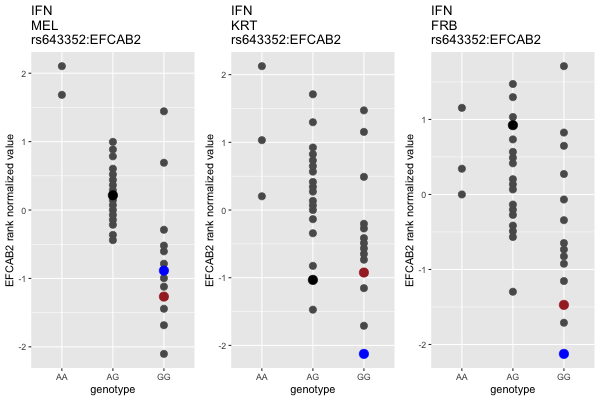 IFN
MEL
rs643352:EFCAB2
EFCAB2 rank normalized value
2
1
0
-1
-2
AA
AG
GG
genotype
IFN
KRT
rs643352:EFCAB2
EFCAB2 rank normalized value
2
1
0
-1
-2
AA
AG
GG
genotype
IFN
FRB
rs643352:EFCAB2
EFCAB2 rank normalized value
1
0
-1
-2
AA
AG
GG
genotype